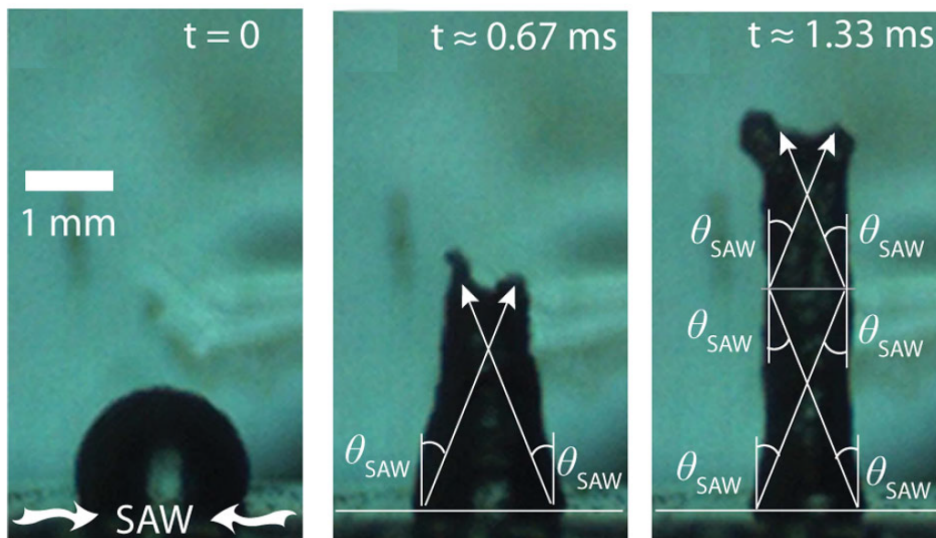 t = 0
1 mm
SAW
t ≈ 0.67 ms
θSAW
θSAW
t ≈ 1.33 ms
θSAW
θSAW
θSAW
θSAW
θSAW
θSAW